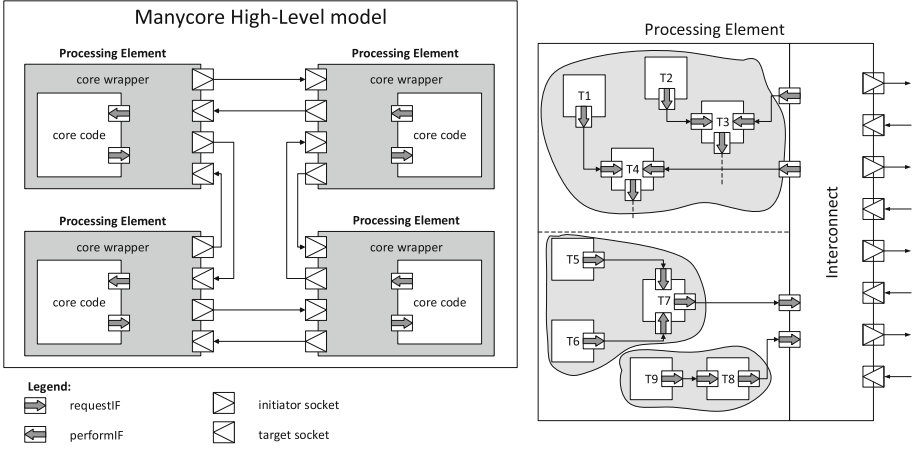 Manycore High-Level model
Processing Element
Processing Element
core wrapper
core wrapper
core code
core code
Processing Element
Processing Element
core wrapper
core wrapper
core code
core code
Legend:
requestIF
initiator socket
performIF
target socket
Processing Element
T1
T2
T3
T4
T5
T7
T6
T9
T8
Interconnect